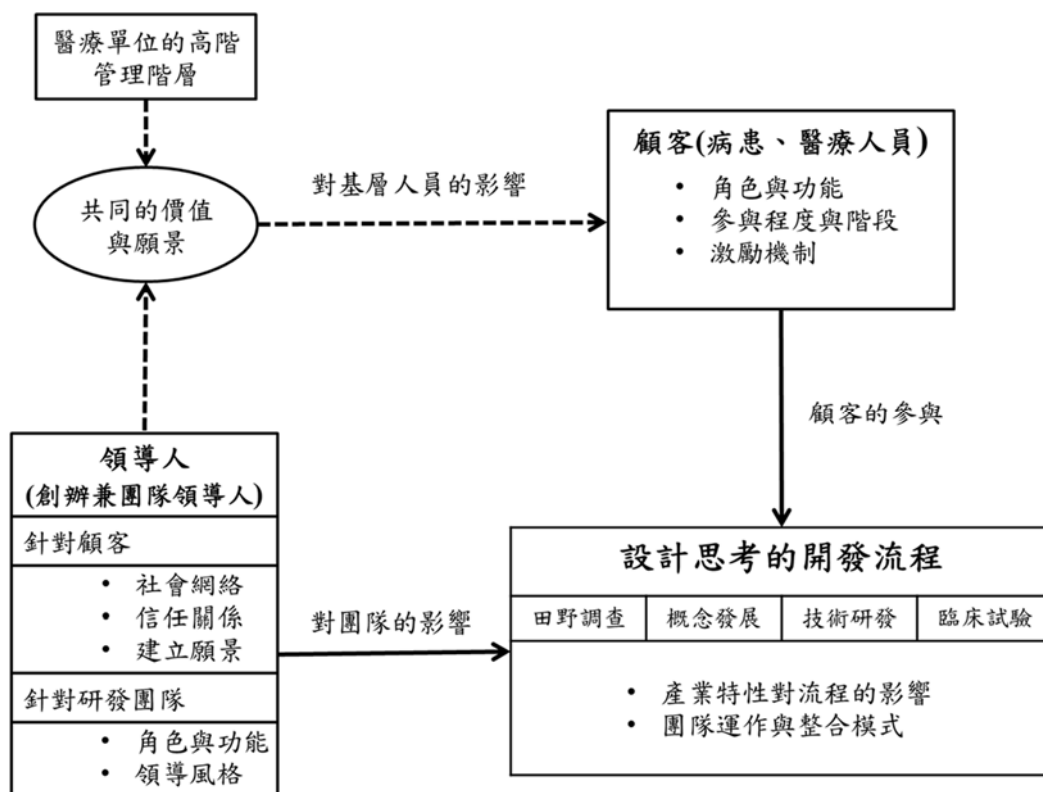 醫療單位的高階
管理階層
共同的價值
與願景
對基層人員的影響
顧客(病患、醫療人員)
• 角色與功能
• 參與程度與階段
• 激勵機制
顧客的參與
領導人
(創辦兼團隊領導人)
針對顧客
• 社會網絡
• 信任關係
• 建立願景
針對研發團隊
• 角色與功能
• 領導風格
對團隊的影響
設計思考的開發流程
田野調查
概念發展
技術研發
臨床試驗
• 產業特性對流程的影響
• 團隊運作與整合模式